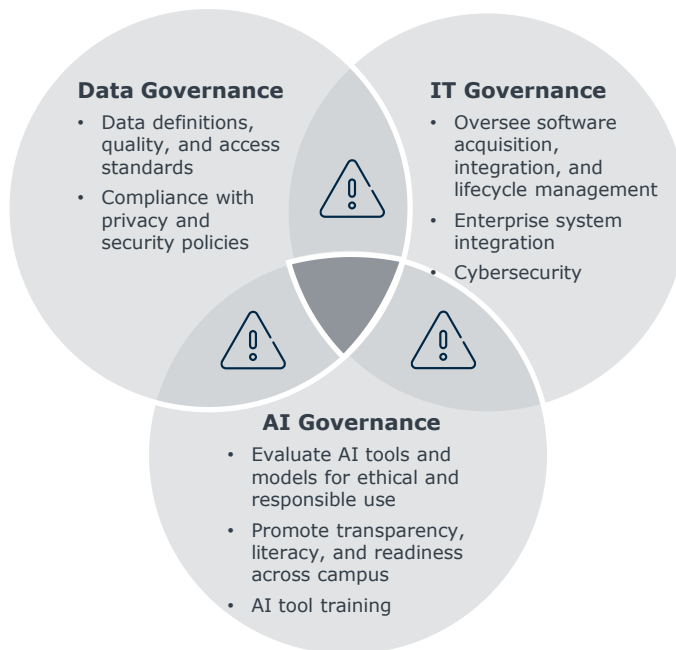 Data Governance
• Data definitions,
quality, and access
standards
• Compliance with
privacy and
security policies
IT Governance
• Oversee software
acquisition,
integration, and
lifecycle management
• Enterprise system
integration
• Cybersecurity
AI Governance
• Evaluate AI tools and
models for ethical and
responsible use
• Promote transparency,
literacy, and readiness
across campus
• AI tool training